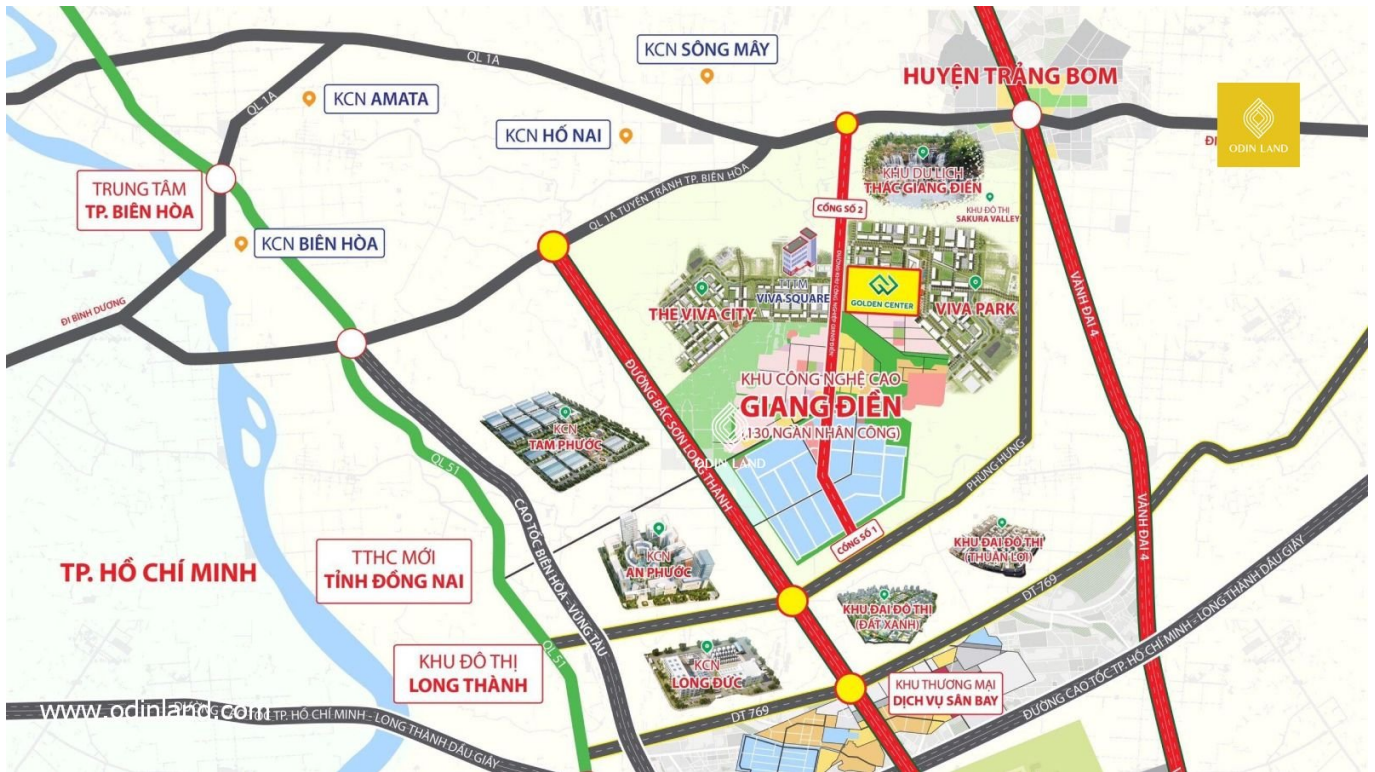 QL 1A
KCN SÔNG MÂY
HUYỆN TRẢNG BOM
QL 1A
KCN AMATA
KCN HỐ NAI
ODIN LAND
TRUNG TÂM
TP. BIÊN HÒA
KCN BIÊN HÒA
QL 1A TUYẾN TRÁNH TP. BIÊN HÒA
KHU DU LỊCH
THÁC GIANG ĐIỀN
CỔNG SỐ 2
KHU ĐÔ THỊ
SAKURA VALLEY
ĐI BÌNH DƯƠNG
TTTM
VIVA SQUARE
THE VIVA CITY
GOLDEN CENTER
VIVA PARK
VÀNH ĐAI 4
ĐƯỜNG BẮC SƠN LONG THÀNH
KHU CÔNG NGHỆ CAO
GIANG ĐIỀN
(130 NGÀN NHÂN CÔNG)
ODIN LAND
KCN
TAM PHƯỚC
QL 51
CAO TỐC BIÊN HÒA - VŨNG TÀU
PHÙNG HƯNG
VÀNH ĐAI 4
CỔNG SỐ 1
TP. HỒ CHÍ MINH
TTHC MỚI
TỈNH ĐỒNG NAI
KCN
AN PHƯỚC
KHU ĐẠI ĐÔ THỊ
(THUẬN LỢI)
KHU ĐẠI ĐÔ THỊ
(ĐẤT XANH)
DT 769
ĐƯỜNG CAO TỐC TP. HỒ CHÍ MINH - LONG THÀNH DẦU GIÂY
QL 51
KHU ĐÔ THỊ
LONG THÀNH
KCN
LONG ĐỨC
KHU THƯƠNG MẠI
DỊCH VỤ SÂN BAY
DT 769
www.odinland.com
TỐC TP. HỒ CHÍ MINH - LONG THÀNH DẦU GIÂY